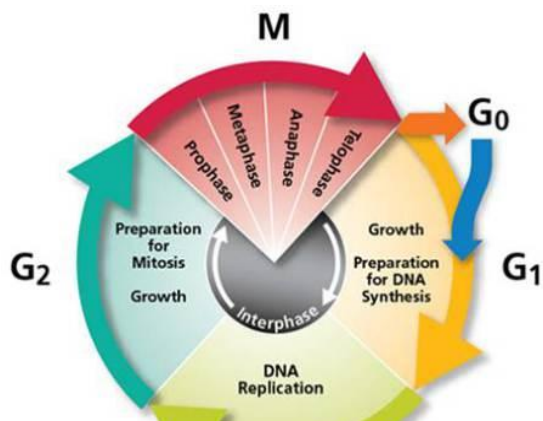 M
Prophase
Metaphase
Anaphase
Telophase
G0
Growth
Preparation
for DNA
Synthesis
G1
Preparation
for
Mitosis
Growth
G2
Interphase
DNA
Replication